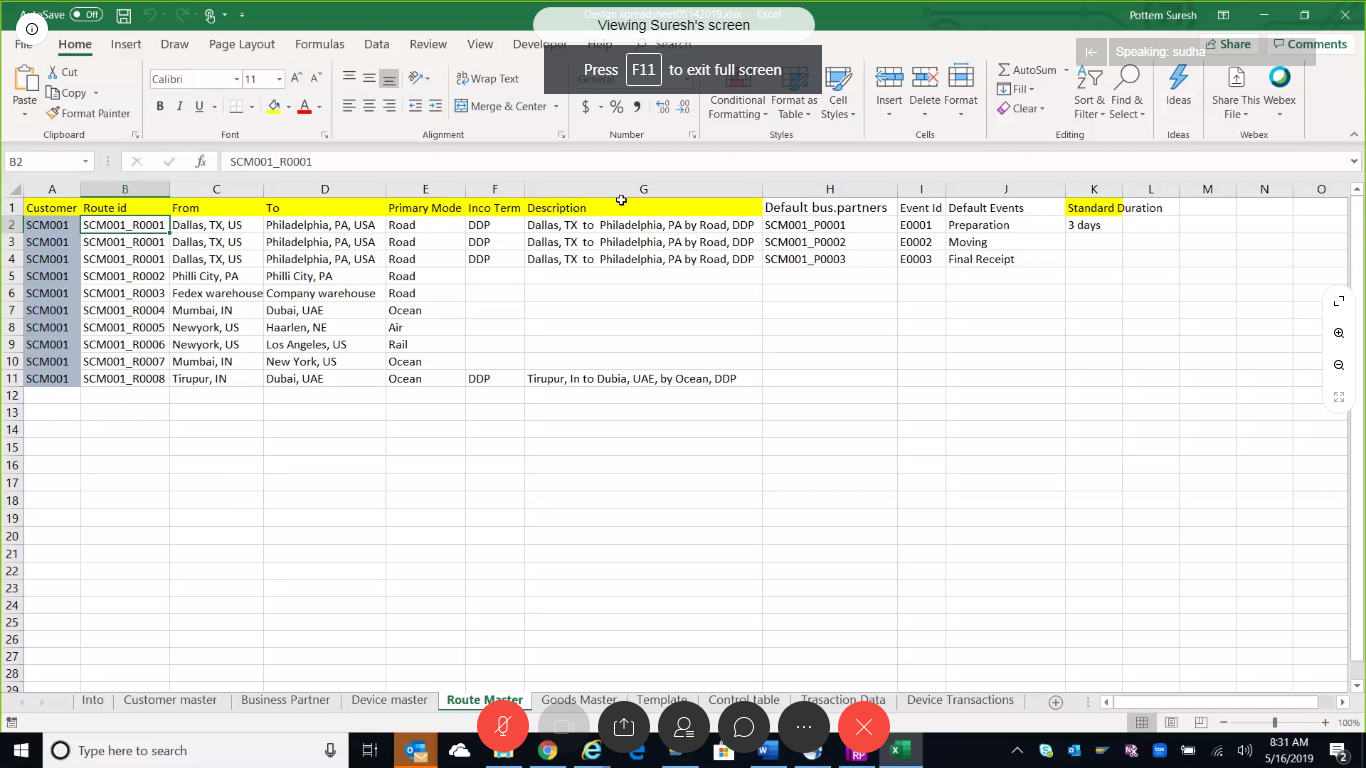 AutoSave Off
Design spreadsheet05142019.xlsx - Excel
Pottem Suresh
Viewing Suresh's screen
File Home Insert Draw Page Layout Formulas Data Review View Developer Help Search
Speaking: sudha
Share Comments
Press F11 to exit full screen
Paste
Cut
Copy
Format Painter
Calibri 11
B I U
Wrap Text
Merge & Center
General
$ % ,
Conditional Formatting
Format as Table
Cell Styles
Insert Delete Format
AutoSum
Fill
Clear
Sort & Filter
Find & Select
Ideas
Share This File
Webex
Clipboard Font Alignment Number Styles Cells Editing Ideas Webex
B2 fx SCM001_R0001
A B C D E F G H I J K L M N O
1 Customer Route id From To Primary Mode Inco Term Description Default bus.partners Event Id Default Events Standard Duration
2 SCM001 SCM001_R0001 Dallas, TX, US Philadelphia, PA, USA Road DDP Dallas, TX to Philadelphia, PA by Road, DDP SCM001_P0001 E0001 Preparation 3 days
3 SCM001 SCM001_R0001 Dallas, TX, US Philadelphia, PA, USA Road DDP Dallas, TX to Philadelphia, PA by Road, DDP SCM001_P0002 E0002 Moving
4 SCM001 SCM001_R0001 Dallas, TX, US Philadelphia, PA, USA Road DDP Dallas, TX to Philadelphia, PA by Road, DDP SCM001_P0003 E0003 Final Receipt
5 SCM001 SCM001_R0002 Philli City, PA Philli City, PA Road
6 SCM001 SCM001_R0003 Fedex warehouse Company warehouse Road
7 SCM001 SCM001_R0004 Mumbai, IN Dubai, UAE Ocean
8 SCM001 SCM001_R0005 Newyork, US Haarlen, NE Air
9 SCM001 SCM001_R0006 Newyork, US Los Angeles, US Rail
10 SCM001 SCM001_R0007 Mumbai, IN New York, US Ocean
11 SCM001 SCM001_R0008 Tirupur, IN Dubai, UAE Ocean DDP Tirupur, In to Dubia, UAE, by Ocean, DDP
12
13
14
15
16
17
18
19
20
21
22
23
24
25
26
27
28
29
Into Customer master Business Partner Device master Route Master Goods Master Template Control table Trasaction Data Device Transactions
100%
Type here to search
8:31 AM
5/16/2019
2